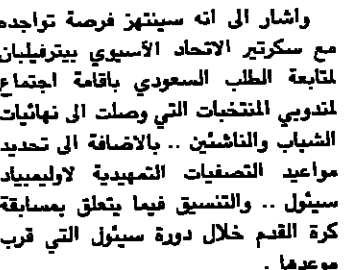 واشار الى انه سينتهز فرصة تواجده
مع سكرتير الاتحاد الآسيوي بيترفيلبان
لمتابعة الطلب السعودي باقامة اجتماع
لمندوبي المنتخبات التي وصلت الى نهائيات
الشباب والناشئين .. بالاضافة الى تحديد
مواعيد التصفيات التمهيدية لاوليمبياد
سيئول .. والتنسيق فيما يتعلق بمسابقة
كرة القدم خلال دورة سيئول التي قرب
موعدها .